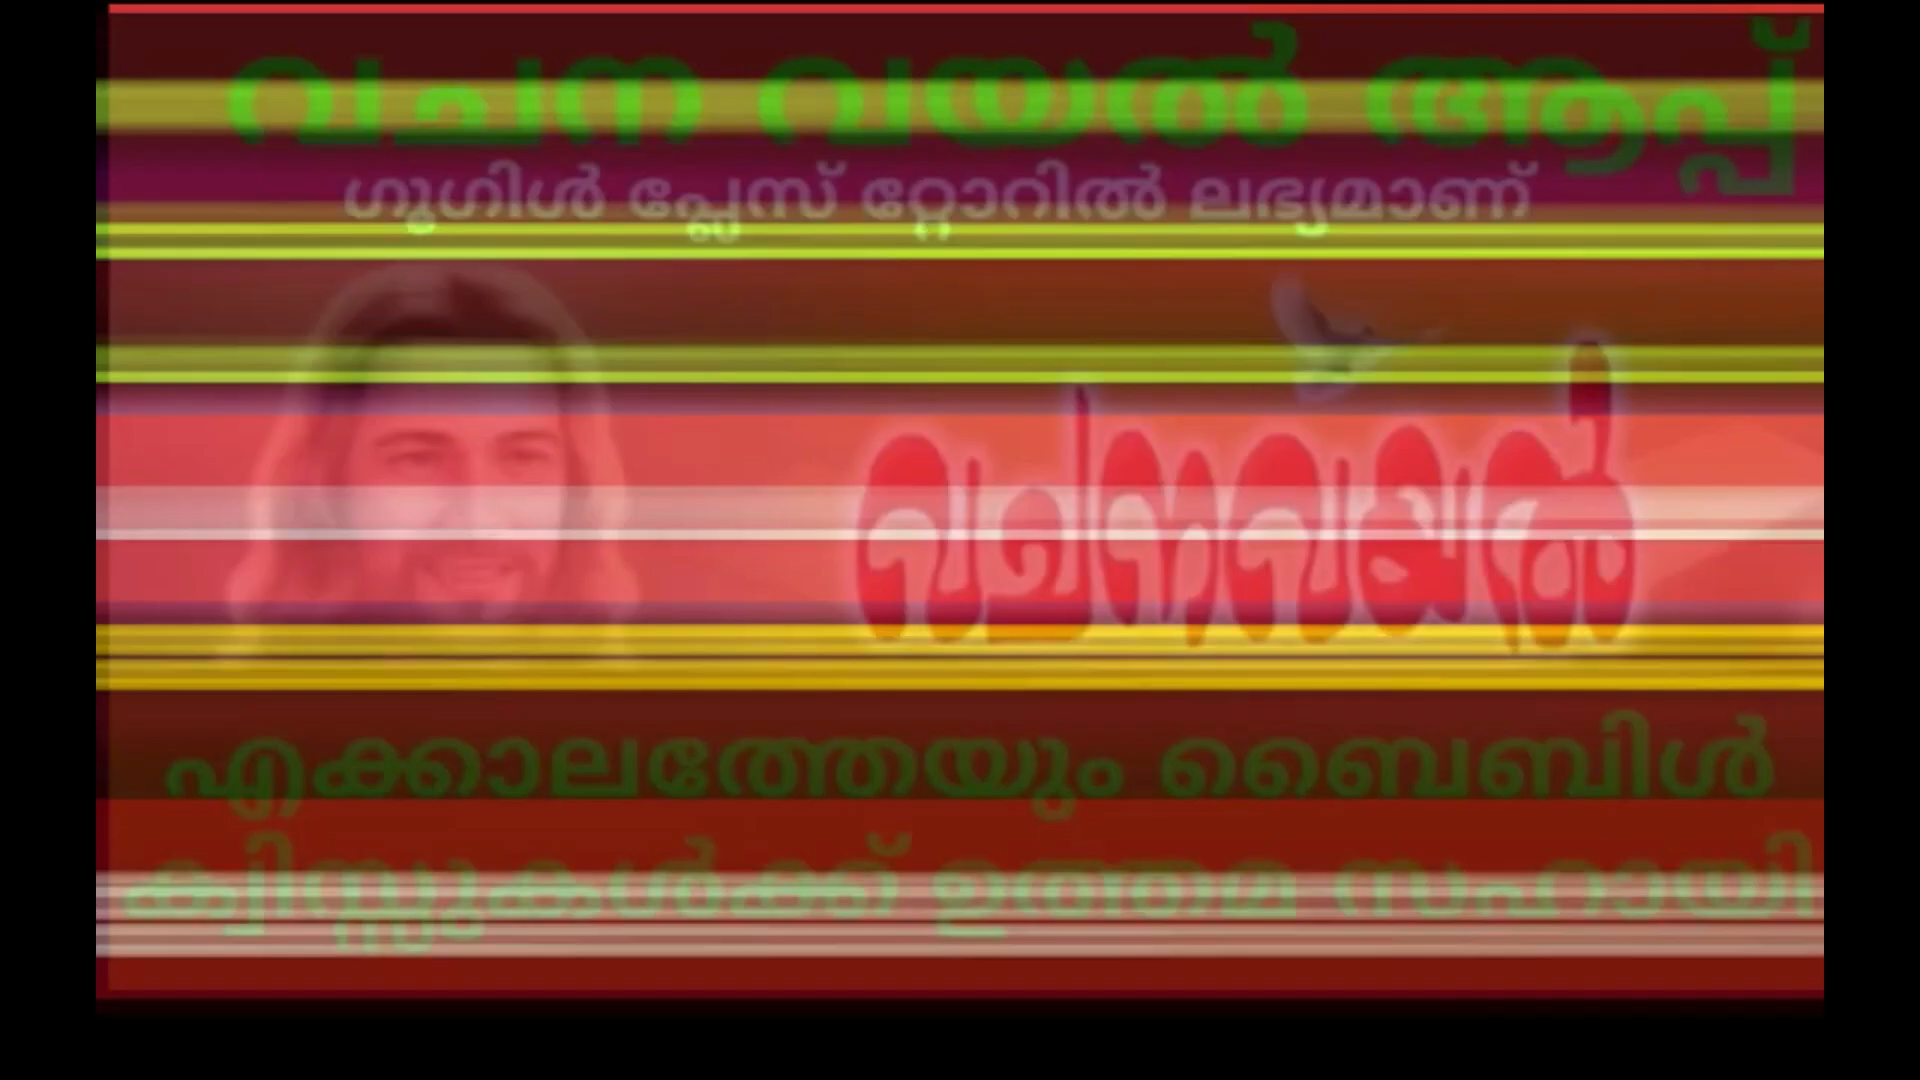 വചന വയൽ ആപ്പ്
ഗൂഗിൾ പ്ലേസ് റ്റോറിൽ ലഭ്യമാണ്
വചനവയൽ
എക്കാലത്തേയും ബൈബിൾ
ക്വിസ്സുകൾക്ക് ഉത്തമ സഹായി